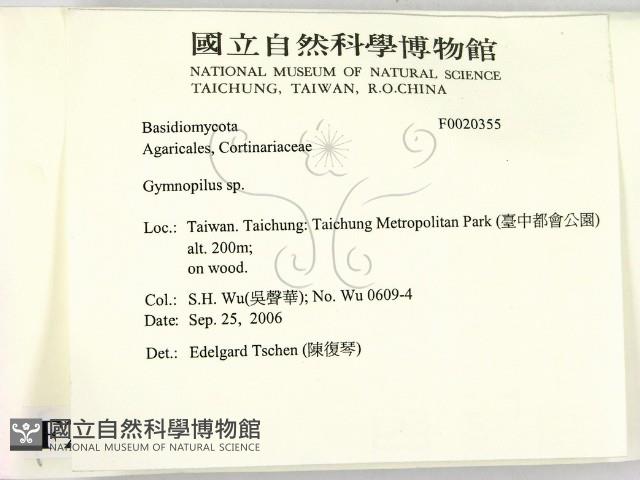 國立自然科學博物館
NATIONAL MUSEUM OF NATURAL SCIENCE
TAICHUNG, TAIWAN, R.O.CHINA
Basidiomycota F0020355
Agaricales, Cortinariaceae
Gymnopilus sp.
Loc.: Taiwan. Taichung: Taichung Metropolitan Park (臺中都會公園)
alt. 200m;
on wood.
Col.: S.H. Wu(吳聲華); No. Wu 0609-4
Date: Sep. 25, 2006
Det.: Edelgard Tschen (陳復琴)
國立自然科學博物館
NATIONAL MUSEUM OF NATURAL SCIENCE